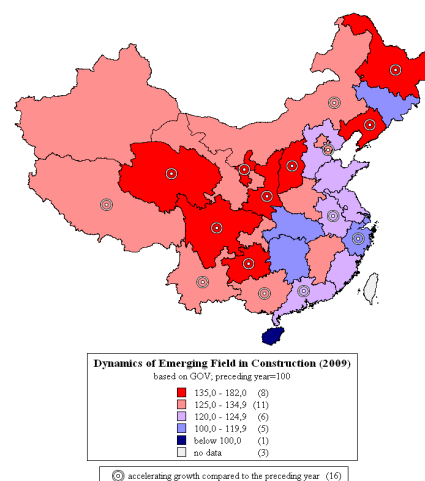 Dynamics of Emerging Field in Construction (2009)
based on GOV; preceding year=100
135,0 - 182,0 (8)
125,0 - 134,9 (11)
120,0 - 124,9 (6)
100,0 - 119,9 (5)
below 100,0 (1)
no data (3)
accelerating growth compared to the preceding year (16)